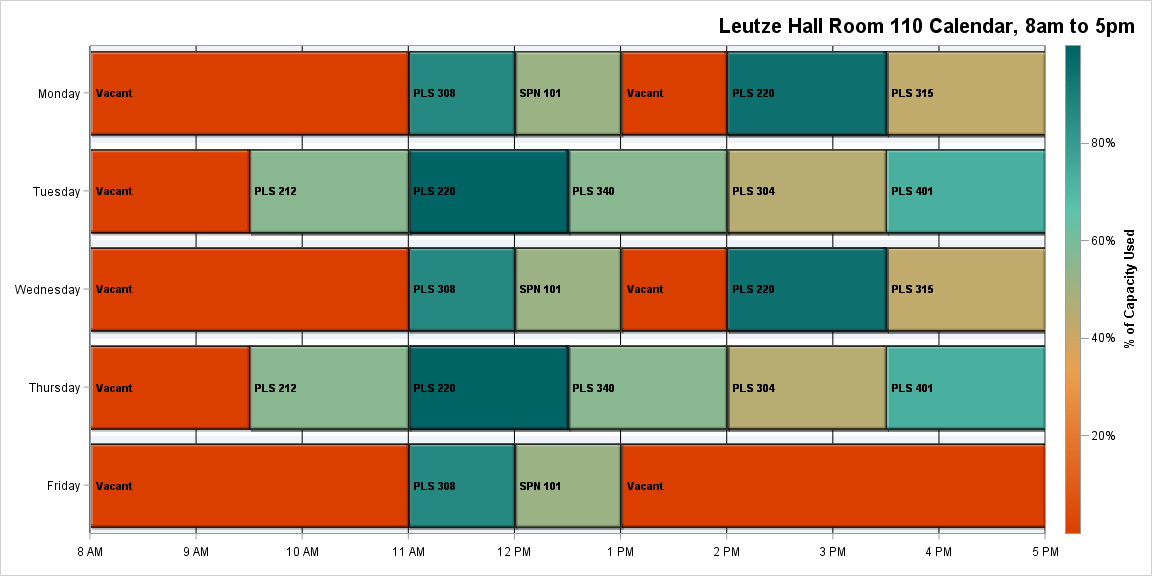 Leutze Hall Room 110 Calendar, 8am to 5pm
Monday
Vacant
PLS 308
SPN 101
Vacant
PLS 220
PLS 315
Tuesday
Vacant
PLS 212
PLS 220
PLS 340
PLS 304
PLS 401
Wednesday
Vacant
PLS 308
SPN 101
Vacant
PLS 220
PLS 315
Thursday
Vacant
PLS 212
PLS 220
PLS 340
PLS 304
PLS 401
Friday
Vacant
PLS 308
SPN 101
Vacant
8 AM
9 AM
10 AM
11 AM
12 PM
1 PM
2 PM
3 PM
4 PM
5 PM
80%
60%
40%
20%
% of Capacity Used